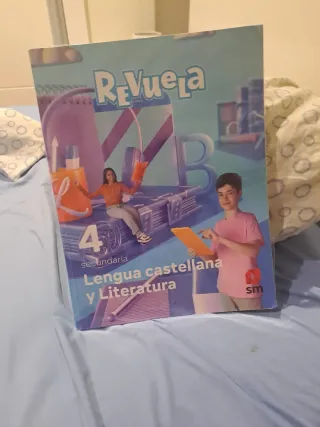 REVUELA
4
secundaria
Lengua castellana
y Literatura
sm
B